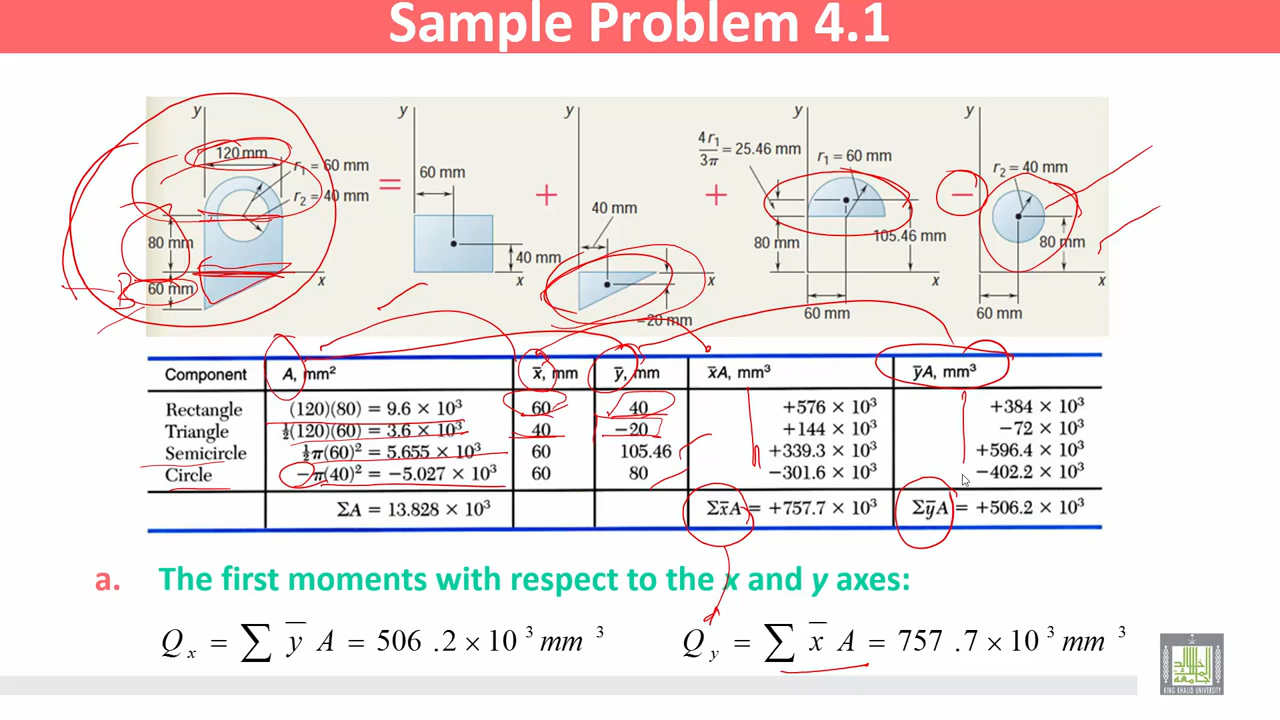 Sample Problem 4.1
y
120 mm
r1 = 60 mm
r2 = 40 mm
80 mm
60 mm
x
B
=
y
60 mm
40 mm
x
+
y
40 mm
−20 mm
x
+
y
4r1/3π = 25.46 mm
r1 = 60 mm
80 mm
105.46 mm
60 mm
x
−
y
r2 = 40 mm
80 mm
60 mm
x
Component A, mm² x̄, mm ȳ, mm x̄A, mm³ ȳA, mm³
Rectangle (120)(80) = 9.6 × 10³ 60 40 +576 × 10³ +384 × 10³
Triangle ½(120)(60) = 3.6 × 10³ 40 −20 +144 × 10³ −72 × 10³
Semicircle ½π(60)² = 5.655 × 10³ 60 105.46 +339.3 × 10³ +596.4 × 10³
Circle −π(40)² = −5.027 × 10³ 60 80 −301.6 × 10³ −402.2 × 10³
ΣA = 13.828 × 10³ Σx̄A = +757.7 × 10³ ΣȳA = +506.2 × 10³
a. The first moments with respect to the x and y axes:
Qx = ∑ ȳ A = 506 .2 × 10³ mm³
Qy = ∑ x̄ A = 757 .7 × 10³ mm³
KING KHALID UNIVERSITY